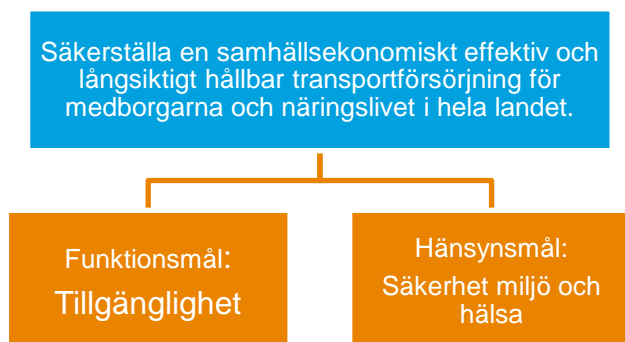 Säkerställa en samhällsekonomiskt effektiv och
långsiktigt hållbar transportförsörjning för
medborgarna och näringslivet i hela landet.
Funktionsmål:
Tillgänglighet
Hänsynsmål:
Säkerhet miljö och
hälsa